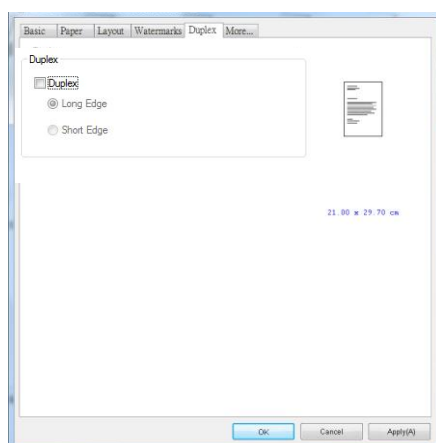 Basic Paper Layout Watermarks Duplex More...
Duplex
Duplex
Long Edge
Short Edge
21.00 x 29.70 cm
OK Cancel Apply(A)